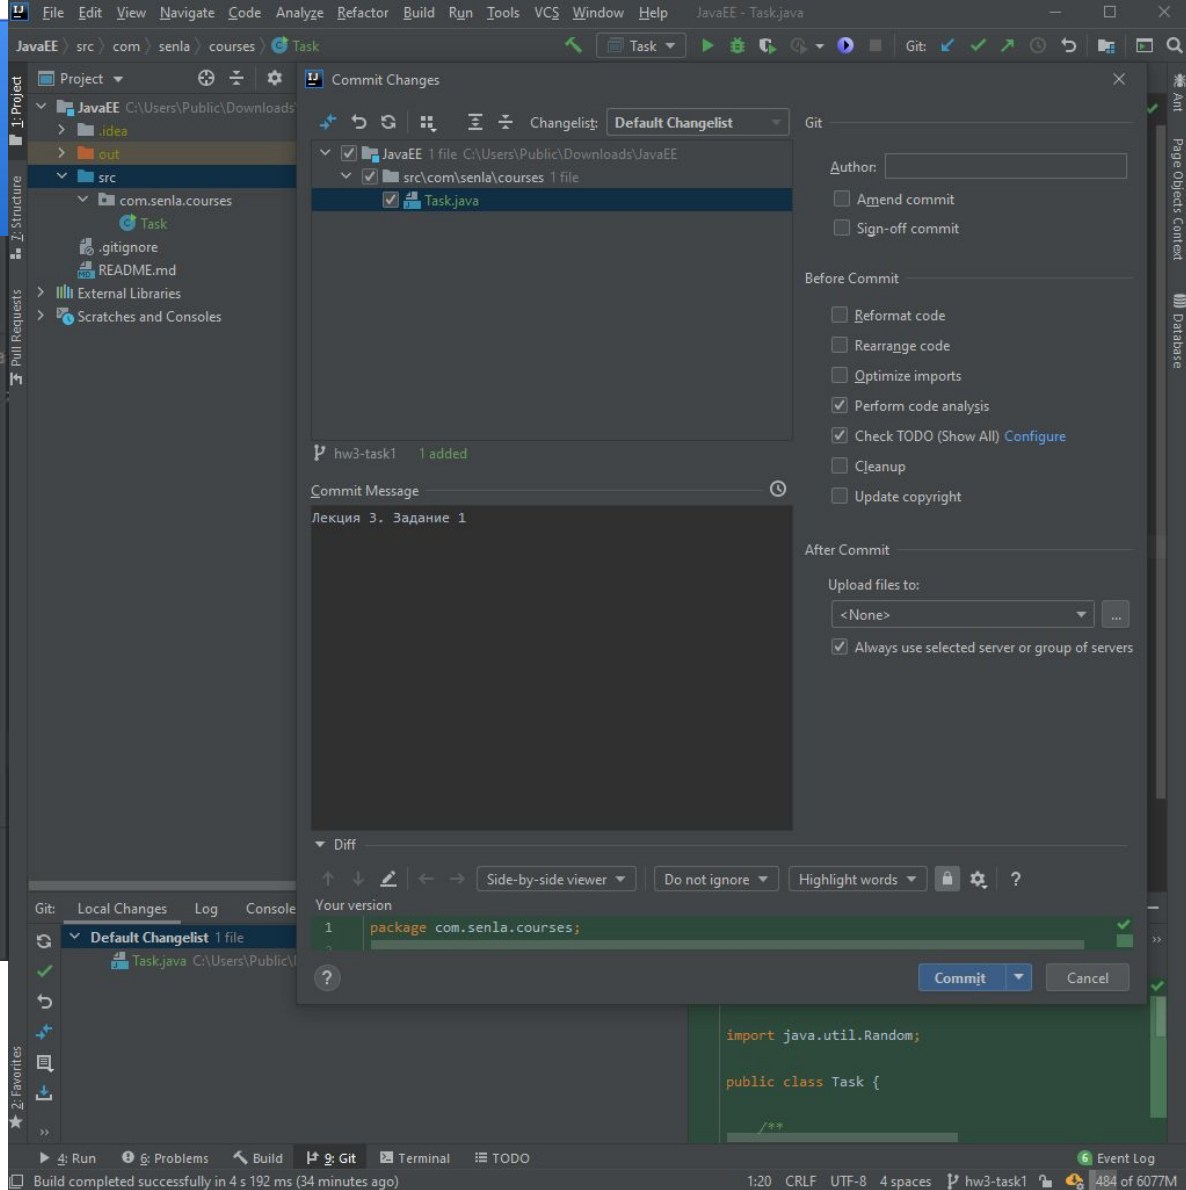 File Edit View Navigate Code Analyze Refactor Build Run Tools VCS Window Help JavaEE - Task.java
JavaEE src com senla courses Task
Task Git:
1: Project
7: Structure
Pull Requests
2: Favorites
Project
JavaEE C:\Users\Public\Downloads
.idea
out
src
com.senla.courses
Task
.gitignore
README.md
External Libraries
Scratches and Consoles
Commit Changes
Changelist: Default Changelist
JavaEE 1 file C:\Users\Public\Downloads\JavaEE
src\com\senla\courses 1 file
Task.java
hw3-task1 1 added
Commit Message
Лекция 3. Задание 1
Git
Author:
Amend commit
Sign-off commit
Before Commit
Reformat code
Rearrange code
Optimize imports
Perform code analysis
Check TODO (Show All) Configure
Cleanup
Update copyright
After Commit
Upload files to:
<None>
...
Always use selected server or group of servers
Diff
Side-by-side viewer Do not ignore Highlight words ?
Your version
1 package com.senla.courses;
2
? Commit Cancel
Ant
Page Objects Context
Database
Git: Local Changes Log Console
Default Changelist 1 file
Task.java C:\Users\Public\
import java.util.Random;
public class Task {
/**
4: Run 6: Problems Build 9: Git Terminal TODO 6 Event Log
Build completed successfully in 4 s 192 ms (34 minutes ago) 1:20 CRLF UTF-8 4 spaces hw3-task1 484 of 6077M